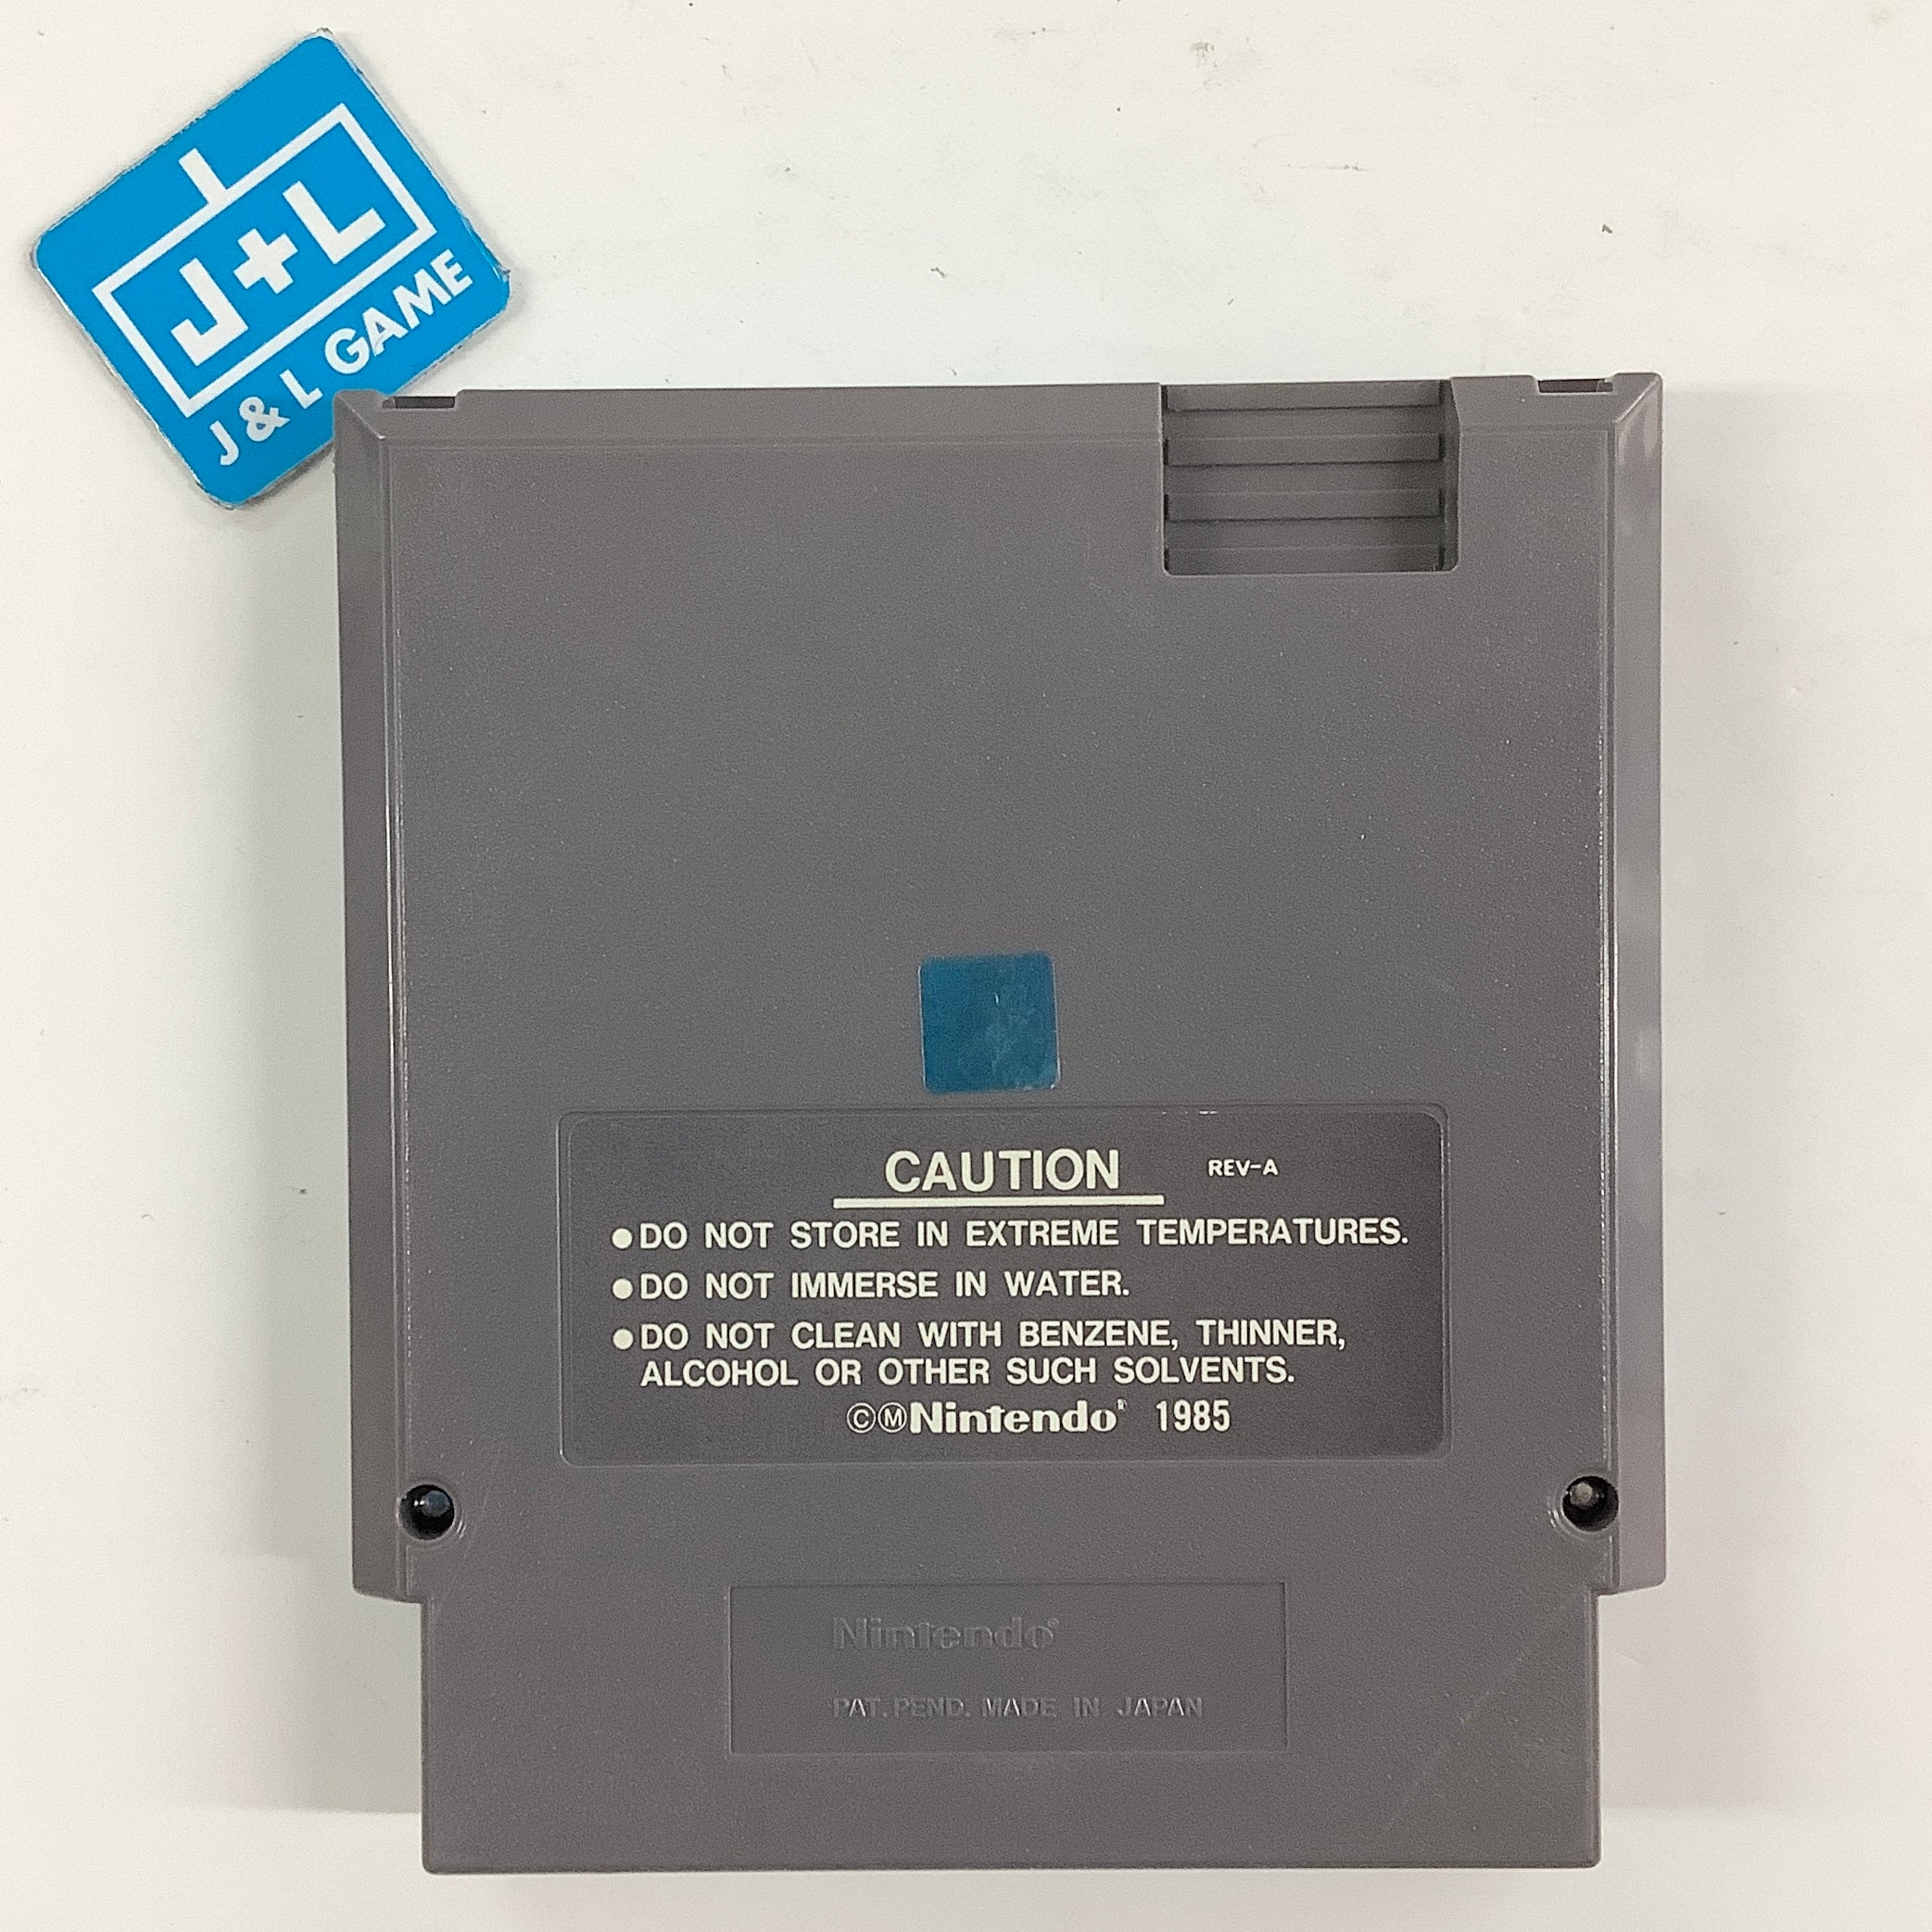 J+L
J & L GAME
CAUTION REV-A
●DO NOT STORE IN EXTREME TEMPERATURES.
●DO NOT IMMERSE IN WATER.
●DO NOT CLEAN WITH BENZENE, THINNER,
ALCOHOL OR OTHER SUCH SOLVENTS.
©ⓂNintendo® 1985
Nintendo®
PAT. PEND. MADE IN JAPAN